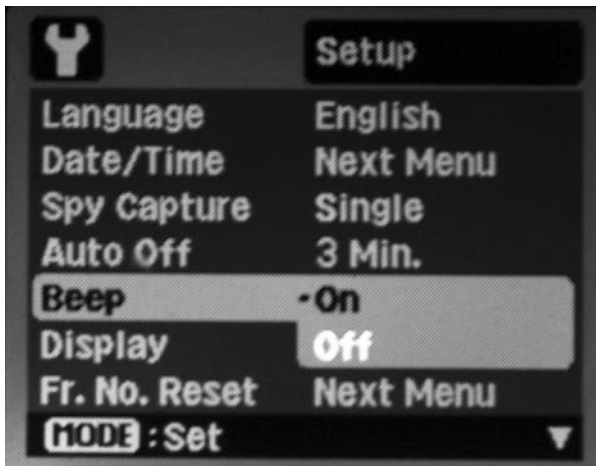 Setup
Language English
Date/Time Next Menu
Spy Capture Single
Auto Off 3 Min.
Beep -On
Display Off
Fr. No. Reset Next Menu
MODE :Set